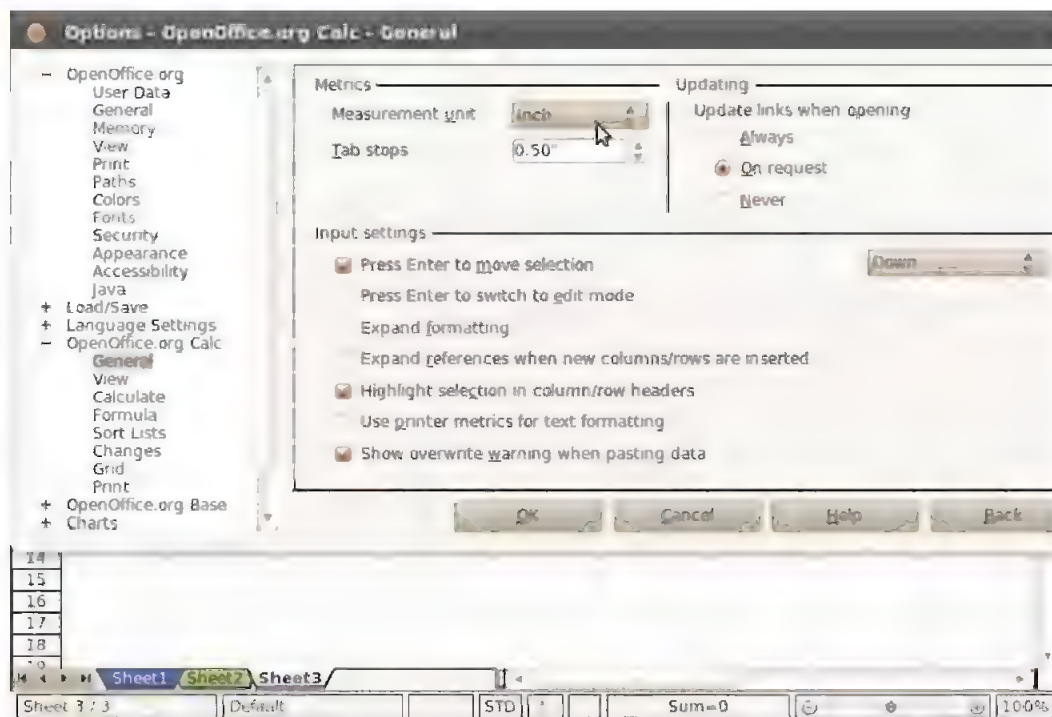 Options - OpenOffice.org Calc - General
- OpenOffice.org
User Data
General
Memory
View
Print
Paths
Colors
Fonts
Security
Appearance
Accessibility
Java
+ Load/Save
+ Language Settings
- OpenOffice.org Calc
General
View
Calculate
Formula
Sort Lists
Changes
Grid
Print
+ OpenOffice.org Base
+ Charts
Metrics
Measurement unit Inch
Tab stops 0.50"
Updating
Update links when opening
Always
On request
Never
Input settings
Press Enter to move selection Down
Press Enter to switch to edit mode
Expand formatting
Expand references when new columns/rows are inserted
Highlight selection in column/row headers
Use printer metrics for text formatting
Show overwrite warning when pasting data
OK Cancel Help Back
14
15
16
17
18
Sheet1 Sheet2 Sheet3
Sheet 3 / 3 Default STD * Sum=0 100%